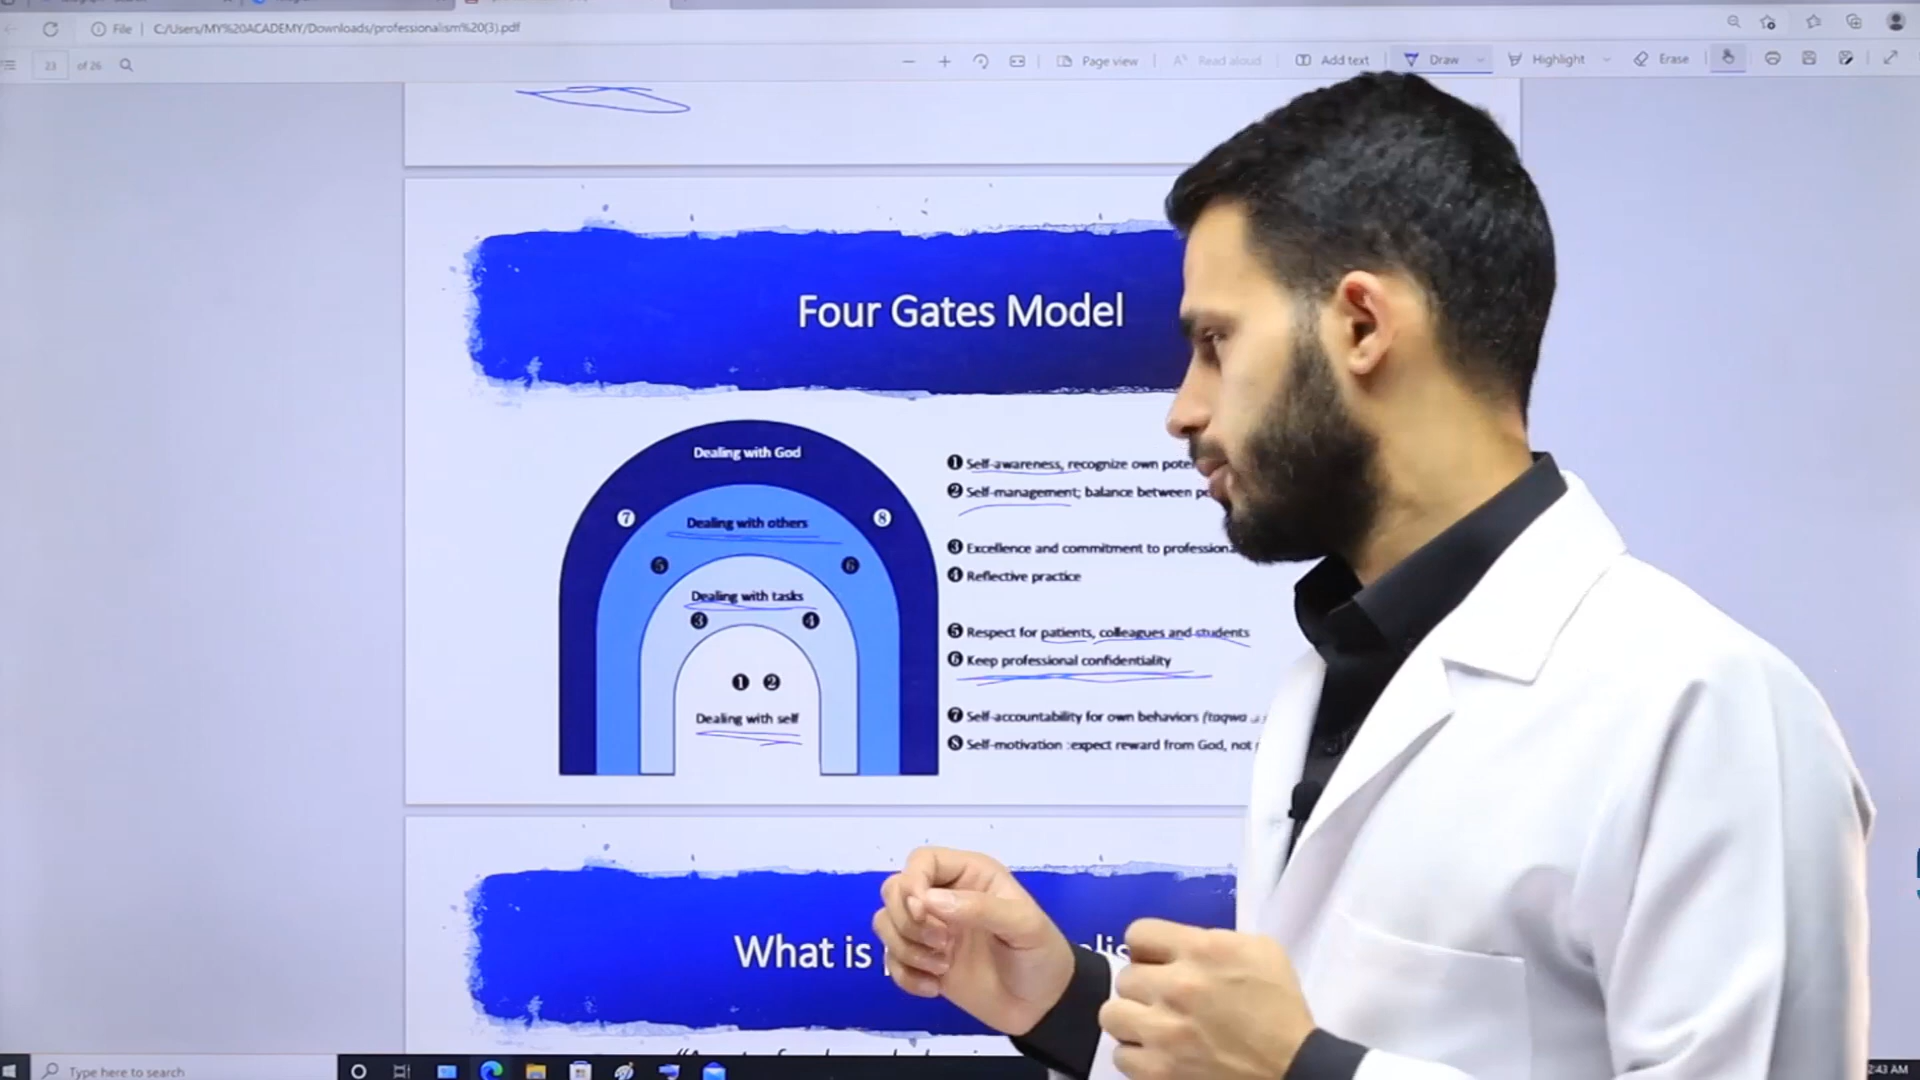 File
C:/Users/MY%20ACADEMY/Downloads/professionalism%20(3).pdf
23 of 26
Page view
Read aloud
Add text
Draw
Highlight
Erase
Four Gates Model
Dealing with God
7 8
Dealing with others
5 6
Dealing with tasks
3 4
1 2
Dealing with self
1 Self-awareness, recognize own
2 Self-management; balance between
3 Excellence and commitment to
4 Reflective practice
5 Respect for patients, colleagues and students
6 Keep professional confidentiality
7 Self-accountability for own behaviors (taqwa
8 Self-motivation :expect reward from God, not
What is
Type here to search
2:43 AM